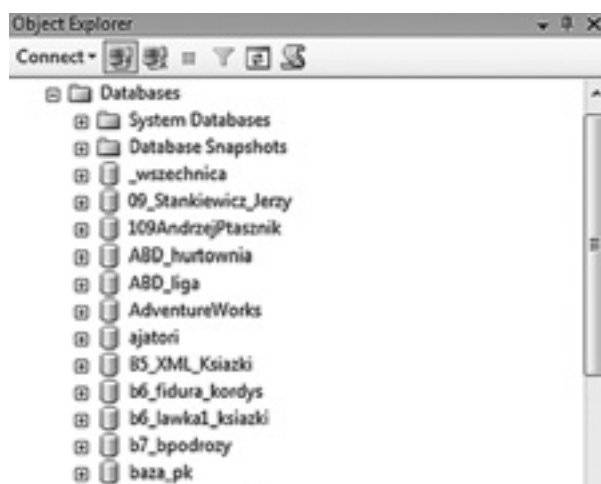 Object Explorer
Connect
Databases
System Databases
Database Snapshots
_wszechnica
09_Stankiewicz_Jerzy
109AndrzejPtasznik
ABD_hurtownia
ABD_liga
AdventureWorks
ajatori
B5_XML_Ksiazki
b6_fidura_kordys
b6_lawka1_ksiazki
b7_bpodrozy
baza_pk